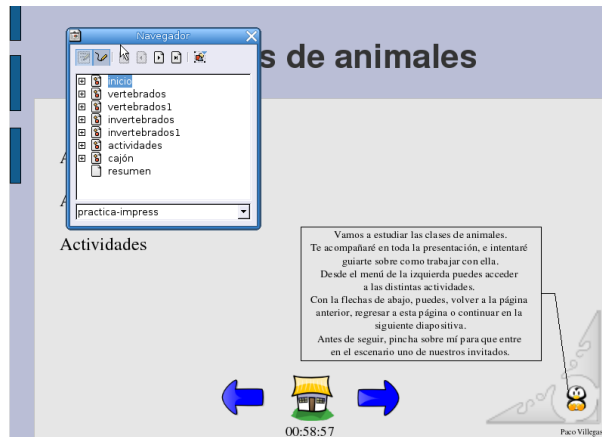 Navegador
s de animales
inicio
vertebrados
vertebrados1
invertebrados
invertebrados1
actividades
cajón
resumen
A
A
practica-impress
Actividades
Vamos a estudiar las clases de animales.
Te acompañaré en toda la presentación, e intentaré
guiarte sobre como trabajar con ella.
Desde el menú de la izquierda puedes acceder
a las distintas actividades.
Con la flechas de abajo, puedes, volver a la página
anterior, regresar a esta página o continuar en la
siguiente diapositiva.
Antes de seguir, pincha sobre mí para que entre
en el escenario uno de nuestros invitados.
00:58:57
Paco Villegas